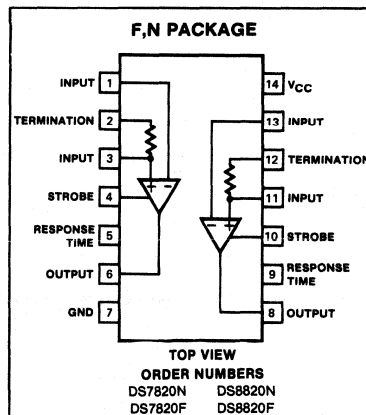 F,N PACKAGE
INPUT 1
14 VCC
TERMINATION 2
13 INPUT
INPUT 3
12 TERMINATION
STROBE 4
11 INPUT
RESPONSE
TIME 5
10 STROBE
OUTPUT 6
9 RESPONSE
TIME
GND 7
8 OUTPUT
TOP VIEW
ORDER NUMBERS
DS7820N DS8820N
DS7820F DS8820F